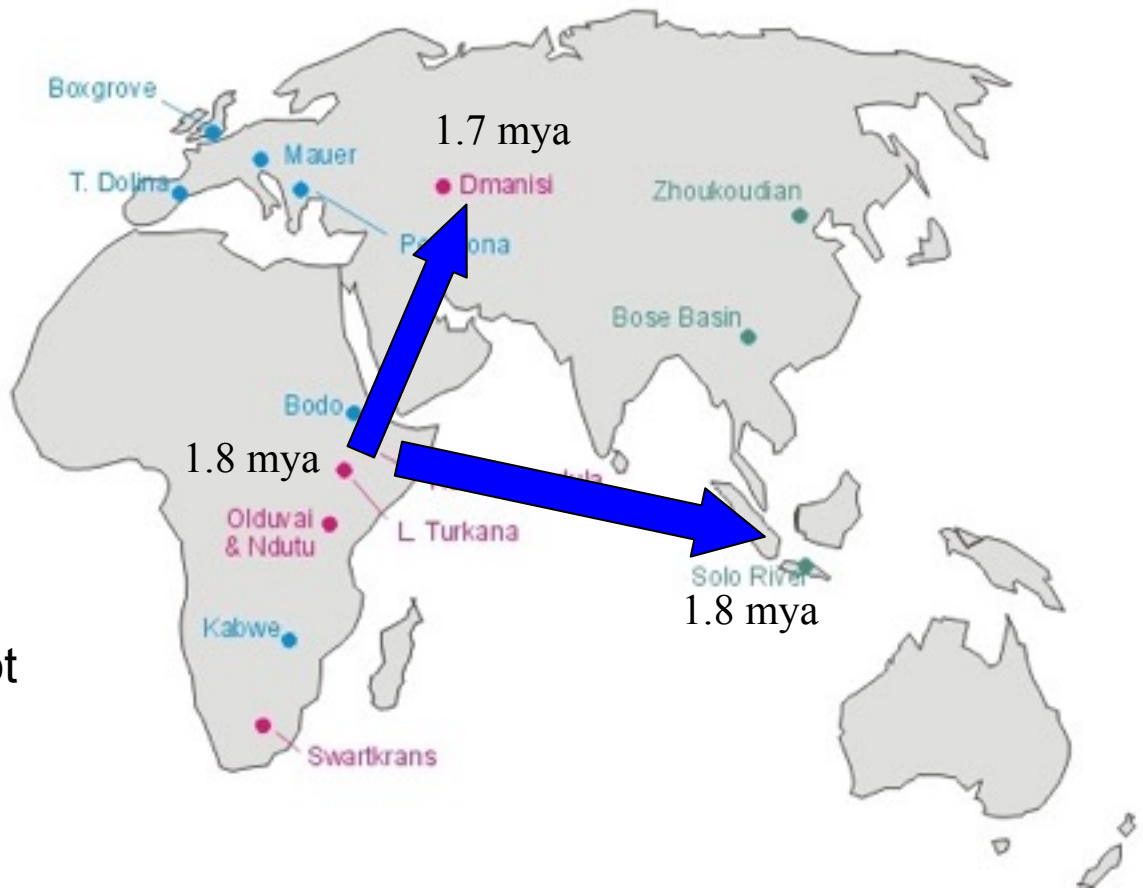 Boxgrove
1.7 mya
Mauer
T. Dolina
Dmanisi
Zhoukoudian
Bose Basin
Bodo
1.8 mya
Olduvai
& Ndutu
L. Turkana
Solo River
1.8 mya
Kabwe
Swartkrans